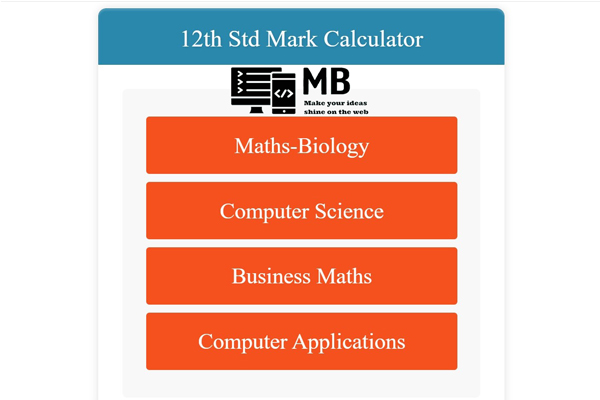 12th Std Mark Calculator
</>
MB
Make your ideas
shine on the web
Maths-Biology
Computer Science
Business Maths
Computer Applications